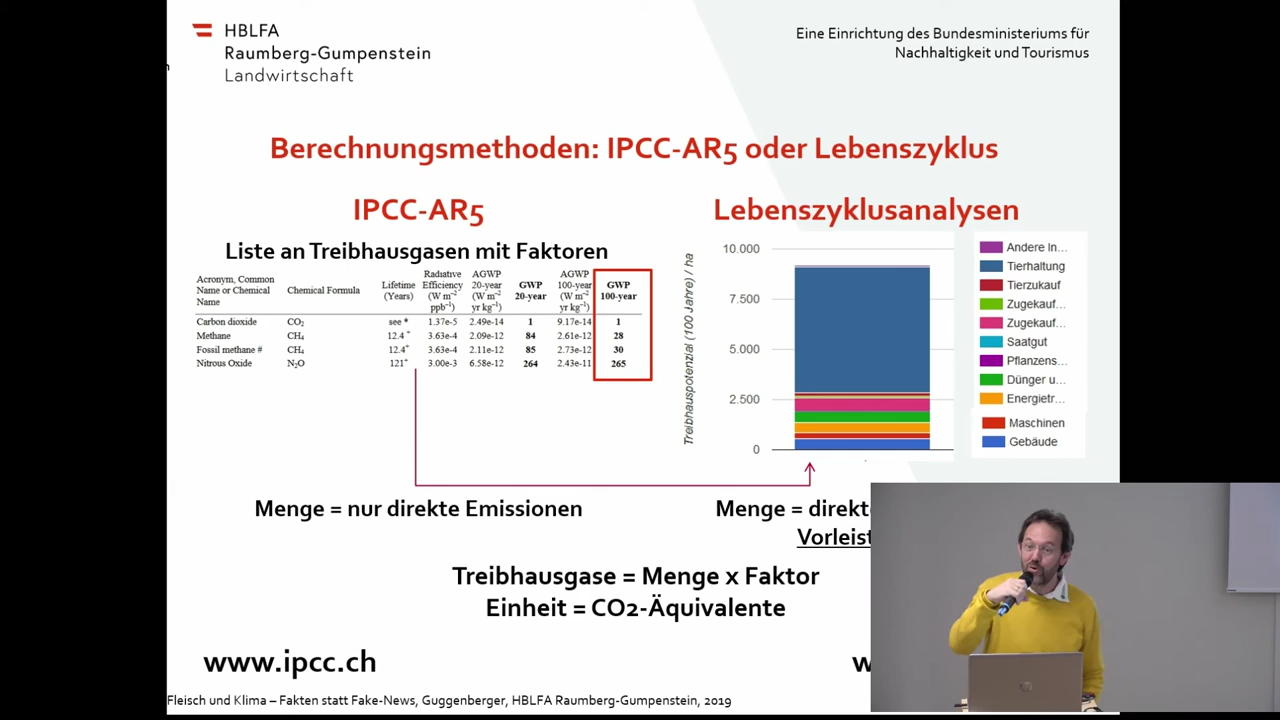 HBLFA
Raumberg-Gumpenstein
Landwirtschaft
Eine Einrichtung des Bundesministeriums für
Nachhaltigkeit und Tourismus
Berechnungsmethoden: IPCC-AR5 oder Lebenszyklus
IPCC-AR5
Liste an Treibhausgasen mit Faktoren
Acronym, Common Name or Chemical Name | Chemical Formula | Lifetime (Years) | Radiative Efficiency (W m⁻² ppb⁻¹) | AGWP 20-year (W m⁻² yr kg⁻¹) | GWP 20-year | AGWP 100-year (W m⁻² yr kg⁻¹) | GWP 100-year
Carbon dioxide CO₂ see * 1.37e-5 2.49e-14 1 9.17e-14 1
Methane CH₄ 12.4⁺ 3.63e-4 2.09e-12 84 2.61e-12 28
Fossil methane # CH₄ 12.4⁺ 3.63e-4 2.11e-12 85 2.73e-12 30
Nitrous Oxide N₂O 121⁺ 3.00e-3 6.58e-12 264 2.43e-11 265
Menge = nur direkte Emissionen
Lebenszyklusanalysen
Treibhauspotenzial (100 Jahre) / ha
10.000
7.500
5.000
2.500
0
Andere In...
Tierhaltung
Tierzukauf
Zugekauf...
Zugekauf...
Saatgut
Pflanzens...
Dünger u...
Energietr...
Maschinen
Gebäude
Menge = direkt
Vorleist
Treibhausgase = Menge x Faktor
Einheit = CO2-Äquivalente
www.ipcc.ch
w
Fleisch und Klima – Fakten statt Fake-News, Guggenberger, HBLFA Raumberg-Gumpenstein, 2019